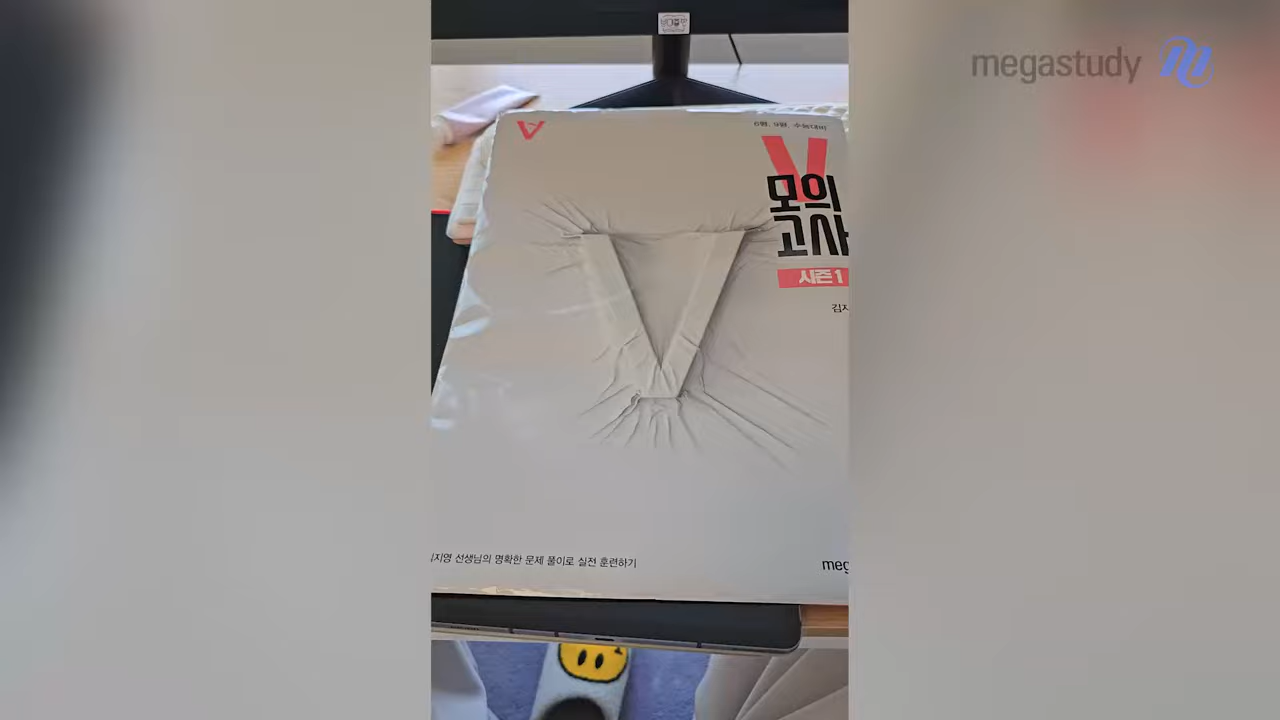 megastudy
6월, 9월, 수능대비
V
모의
고사
시즌1
지영 선생님의 명확한 문제 풀이로 실전 훈련하기